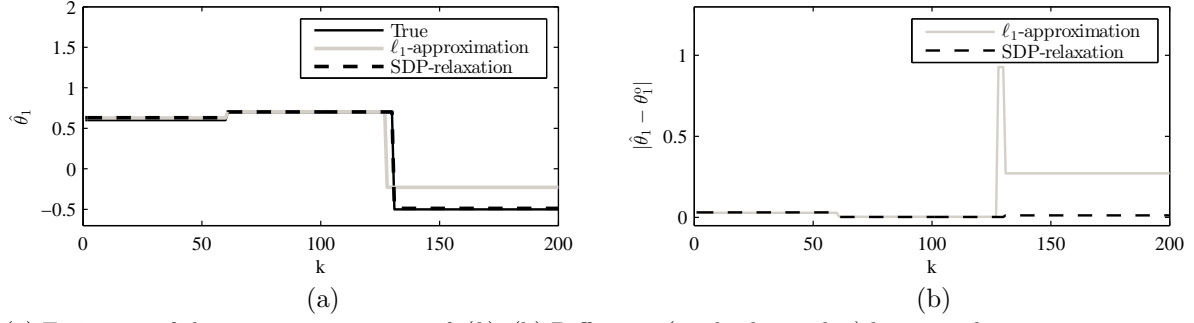 2
1.5
1
0.5
0
−0.5
0
50
100
150
200
k
θ̂₁
True
ℓ₁-approximation
SDP-relaxation
(a)
1
0.5
0
0
50
100
150
200
k
|θ̂₁ − θ₁ᵒ|
ℓ₁-approximation
SDP-relaxation
(b)